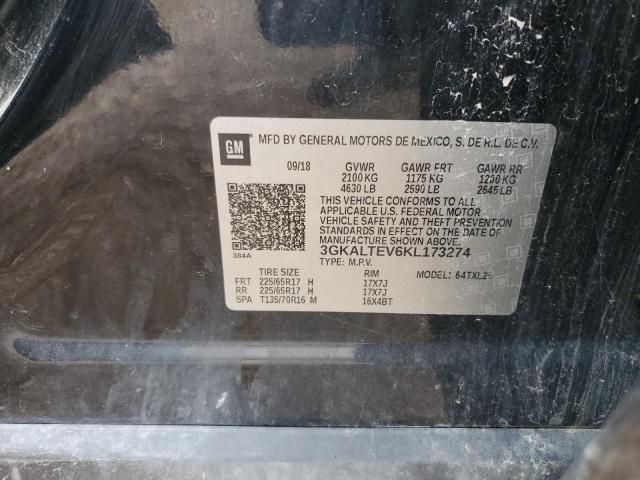 GM MFD BY GENERAL MOTORS DE MEXICO, S. DE R.L. DE C.V.
09/18 GVWR GAWR FRT GAWR RR
2100 KG 1175 KG 1200 KG
4630 LB 2590 LB 2645 LB
THIS VEHICLE CONFORMS TO ALL
APPLICABLE U.S. FEDERAL MOTOR
VEHICLE SAFETY AND THEFT PREVENTION
STANDARDS IN EFFECT ON THE DATE OF
MANUFACTURE SHOWN ABOVE.
384A 3GKALTEV6KL173274
TYPE: M.P.V. MODEL: 64TXL26
TIRE SIZE RIM
FRT 225/65R17 H 17X7J
RR 225/65R17 H 17X7J
SPA T135/70R16 M 16X4BT